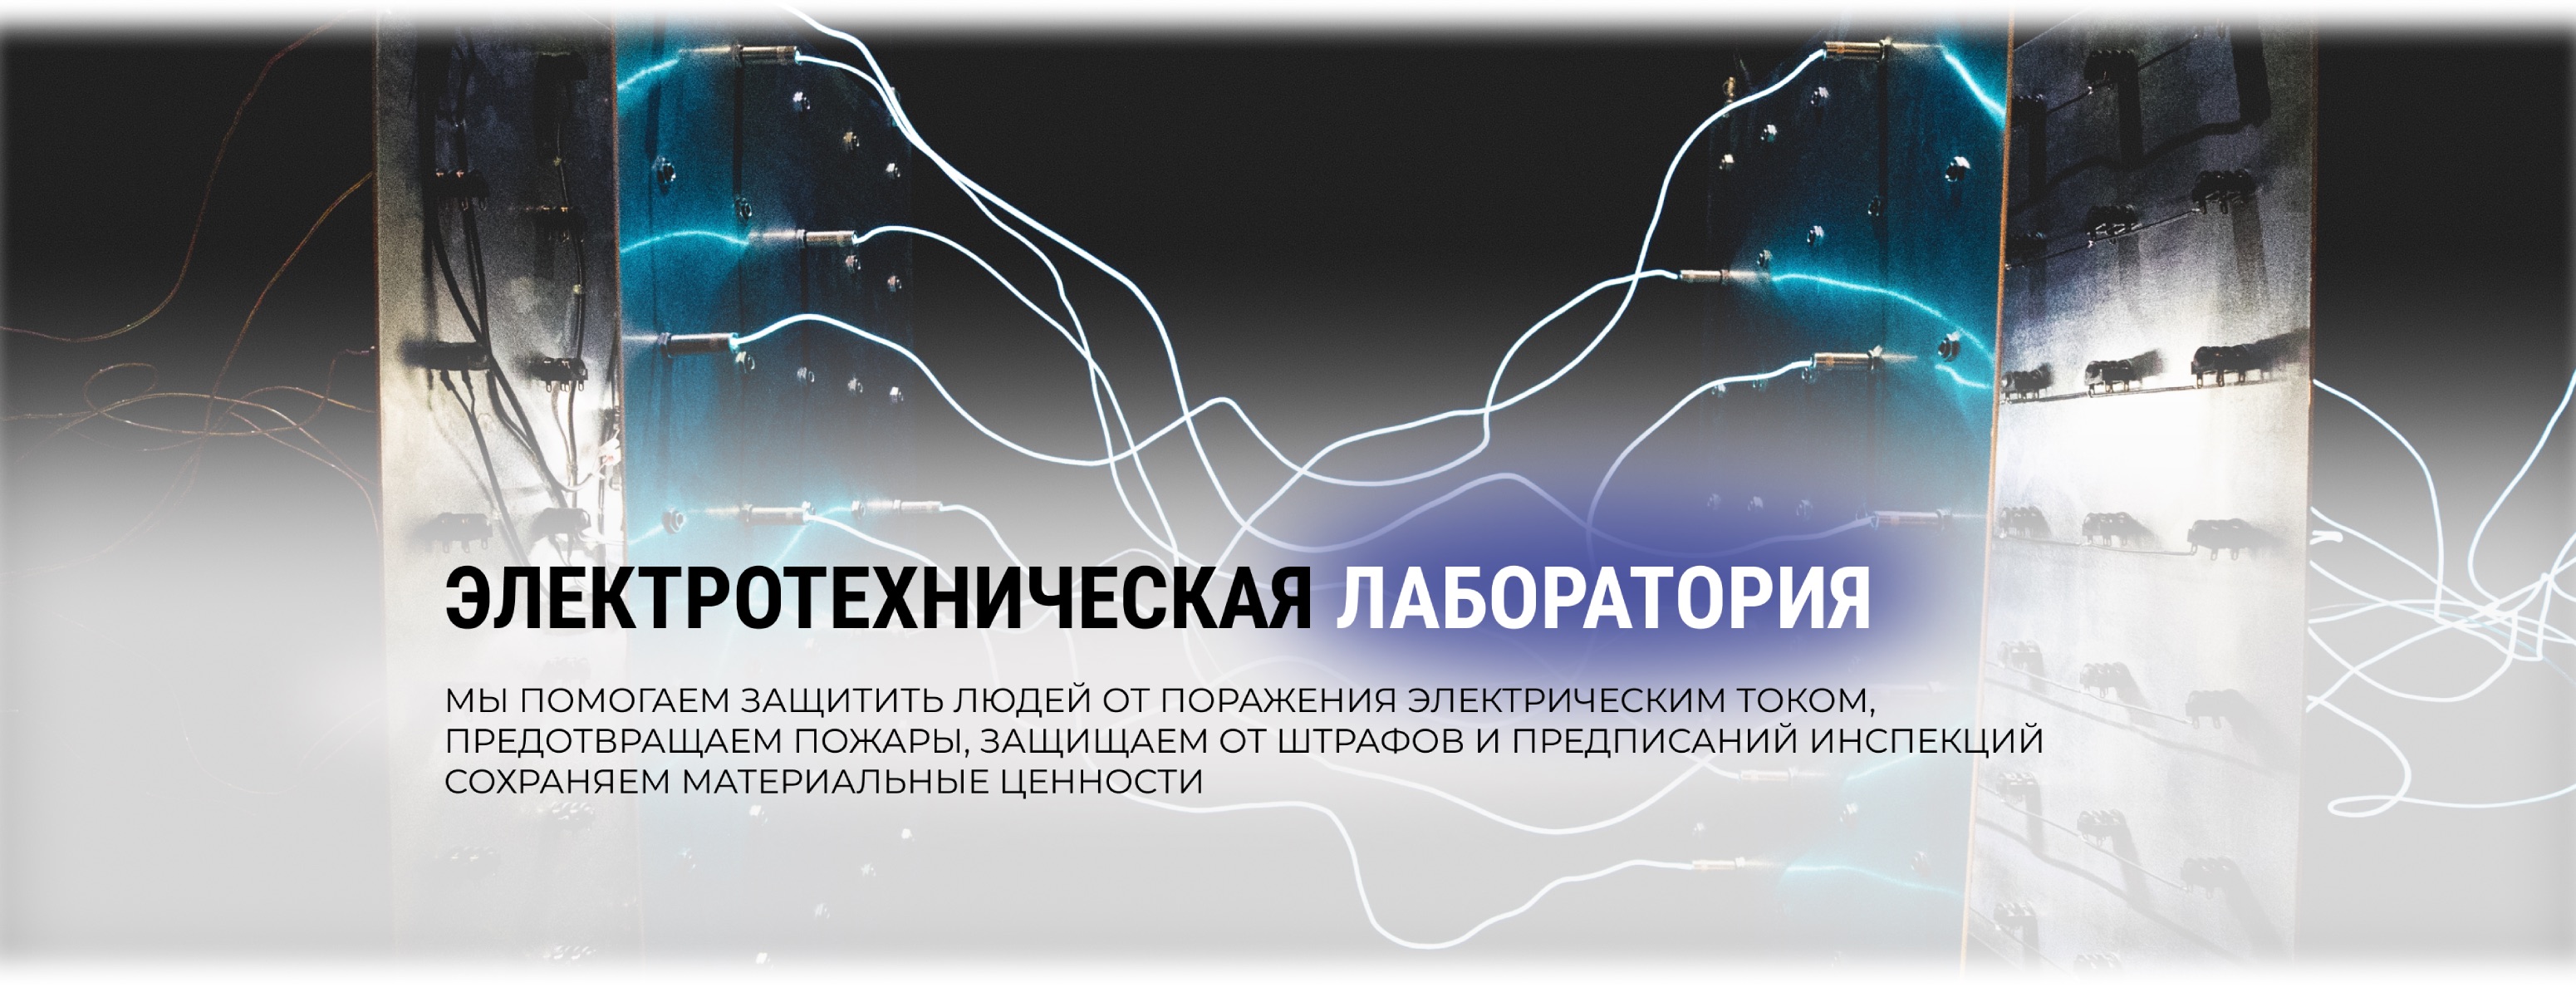 ЭЛЕКТРОТЕХНИЧЕСКАЯ ЛАБОРАТОРИЯ
МЫ ПОМОГАЕМ ЗАЩИТИТЬ ЛЮДЕЙ ОТ ПОРАЖЕНИЯ ЭЛЕКТРИЧЕСКИМ ТОКОМ,
ПРЕДОТВРАЩАЕМ ПОЖАРЫ, ЗАЩИЩАЕМ ОТ ШТРАФОВ И ПРЕДПИСАНИЙ ИНСПЕКЦИЙ
СОХРАНЯЕМ МАТЕРИАЛЬНЫЕ ЦЕННОСТИ